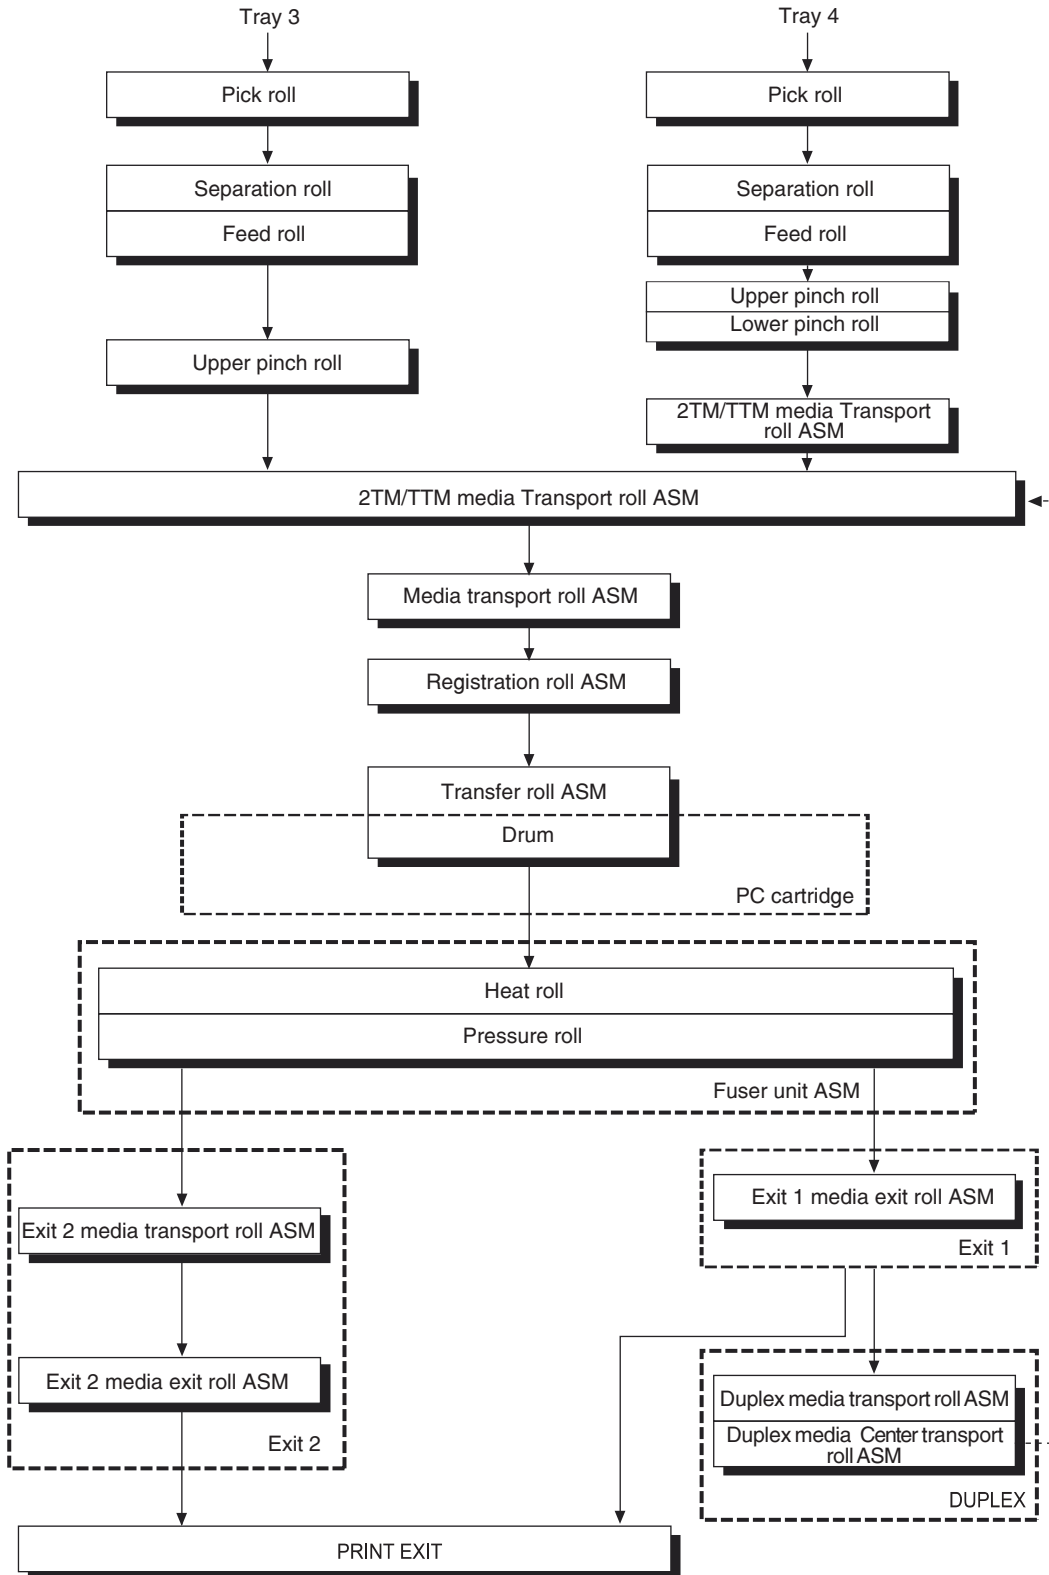 Tray 3
Tray 4
Pick roll
Pick roll
Separation roll
Separation roll
Feed roll
Feed roll
Upper pinch roll
Lower pinch roll
Upper pinch roll
2TM/TTM media Transport
roll ASM
2TM/TTM media Transport roll ASM
Media transport roll ASM
Registration roll ASM
Transfer roll ASM
Drum
PC cartridge
Heat roll
Pressure roll
Fuser unit ASM
Exit 2 media transport roll ASM
Exit 1 media exit roll ASM
Exit 1
Exit 2 media exit roll ASM
Exit 2
Duplex media transport roll ASM
Duplex media Center transport
roll ASM
DUPLEX
PRINT EXIT